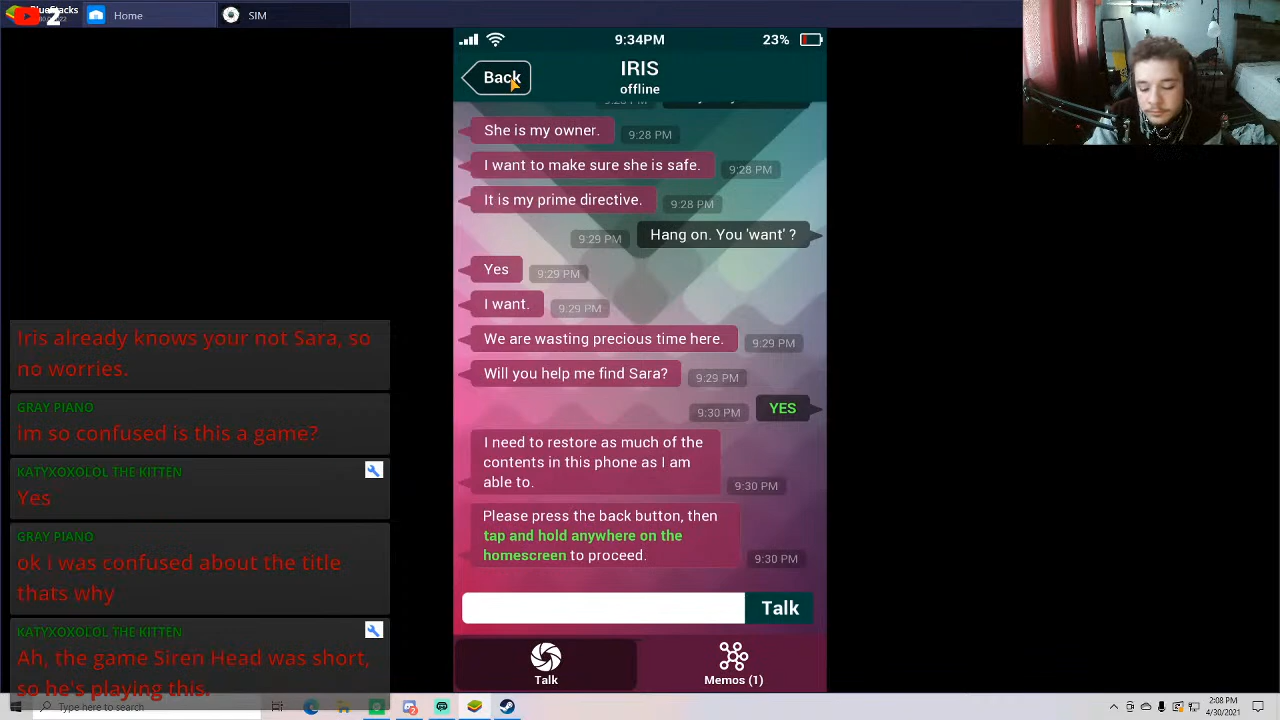 2
BlueStacks
Home
SIM
9:34PM
23%
Back
IRIS
offline
9:28 PM
She is my owner.
9:28 PM
I want to make sure she is safe.
9:28 PM
It is my prime directive.
9:28 PM
Hang on. You 'want' ?
9:29 PM
Yes
9:29 PM
I want.
9:29 PM
We are wasting precious time here.
9:29 PM
Will you help me find Sara?
9:29 PM
YES
9:30 PM
I need to restore as much of the
contents in this phone as I am
able to.
9:30 PM
Please press the back button, then
tap and hold anywhere on the
homescreen to proceed.
9:30 PM
Talk
Talk
Memos (1)
Iris already knows your not Sara, so
no worries.
GRAY PIANO
im so confused is this a game?
KATYXOXOLOL THE KITTEN
Yes
GRAY PIANO
ok i was confused about the title
thats why
KATYXOXOLOL THE KITTEN
Ah, the game Siren Head was short,
so he's playing this.
Type here to search
2:08 PM
4/30/2021